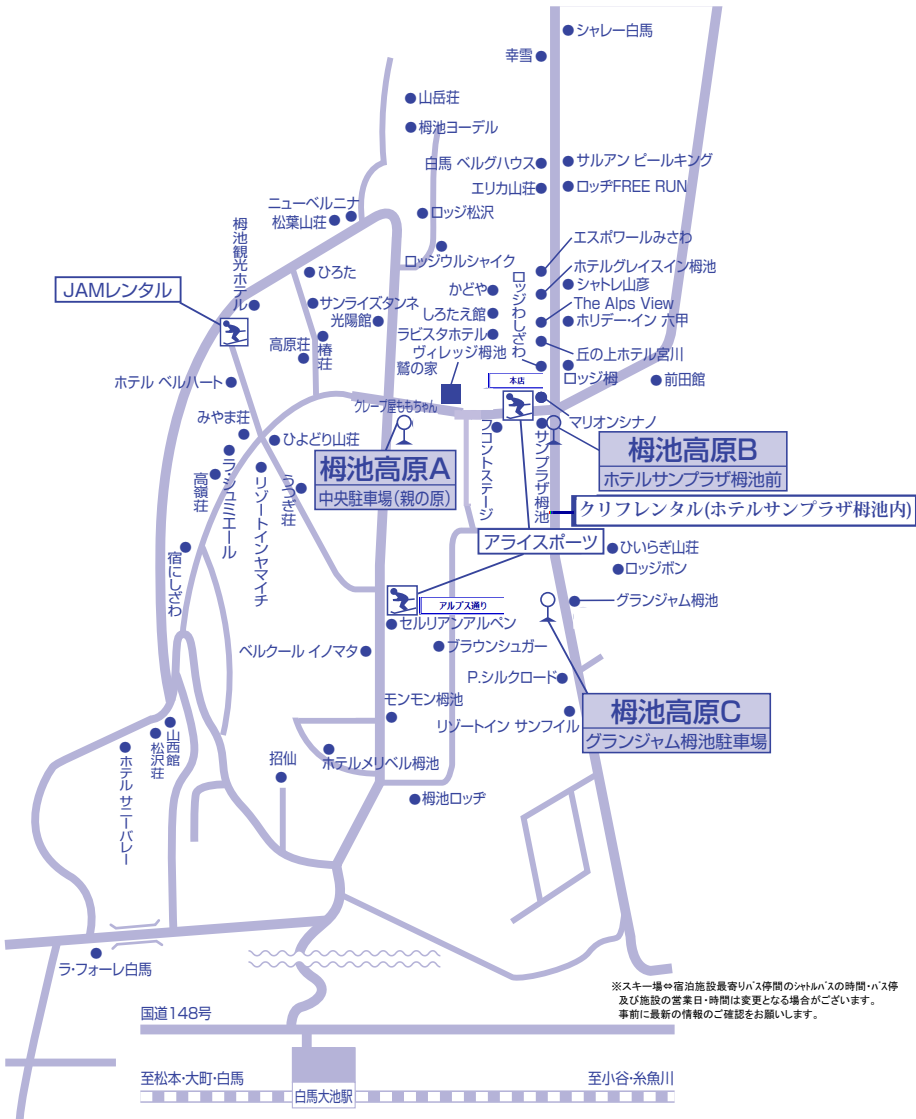 シャレー白馬
幸雪
山岳荘
栂池ヨーデル
白馬 ベルグハウス
サルアン ビールキング
エリカ山荘
ロッヂFREE RUN
ニューベルニナ
松葉山荘
ロッジ松沢
栂池観光ホテル
エスポワールみさわ
ロッジウルシャイク
ホテルグレイスイン栂池
ひろた
ロッジわしざわ
シャトレ山彦
かどや
JAMレンタル
サンライズタンネ
The Alps View
光陽館
しろたえ館
ホリデー・イン 六甲
ラビスタホテル
高原荘
椿荘
ヴィレッジ栂池
丘の上ホテル宮川
鷲の家
ホテル ベルハート
本店
ロッジ栂
前田館
クレープ屋ももちゃん
みやま荘
マリオンシナノ
ひよどり山荘
フロントステージ
サンプラザ栂池
栂池高原A
中央駐車場(親の原)
栂池高原B
ホテルサンプラザ栂池前
高嶺荘
ラ・シュミエール
リゾートインヤマイチ
うつぎ荘
クリフレンタル(ホテルサンプラザ栂池内)
アライスポーツ
宿にしざわ
ひいらぎ山荘
ロッジボン
アルプス通り
グランジャム栂池
セルリアンアルペン
ベルクール イノマタ
ブラウンシュガー
P.シルクロード
モンモン栂池
リゾートイン サンフイル
栂池高原C
グランジャム栂池駐車場
山西館
松沢荘
ホテル サニーバレー
招仙
ホテルメリベル栂池
栂池ロッヂ
ラ・フォーレ白馬
※スキー場⇔宿泊施設最寄りバス停間のシャトルバスの時間・バス停
及び施設の営業日・時間は変更となる場合がございます。
事前に最新の情報のご確認をお願いします。
国道148号
至松本・大町・白馬
至小谷・糸魚川
白馬大池駅